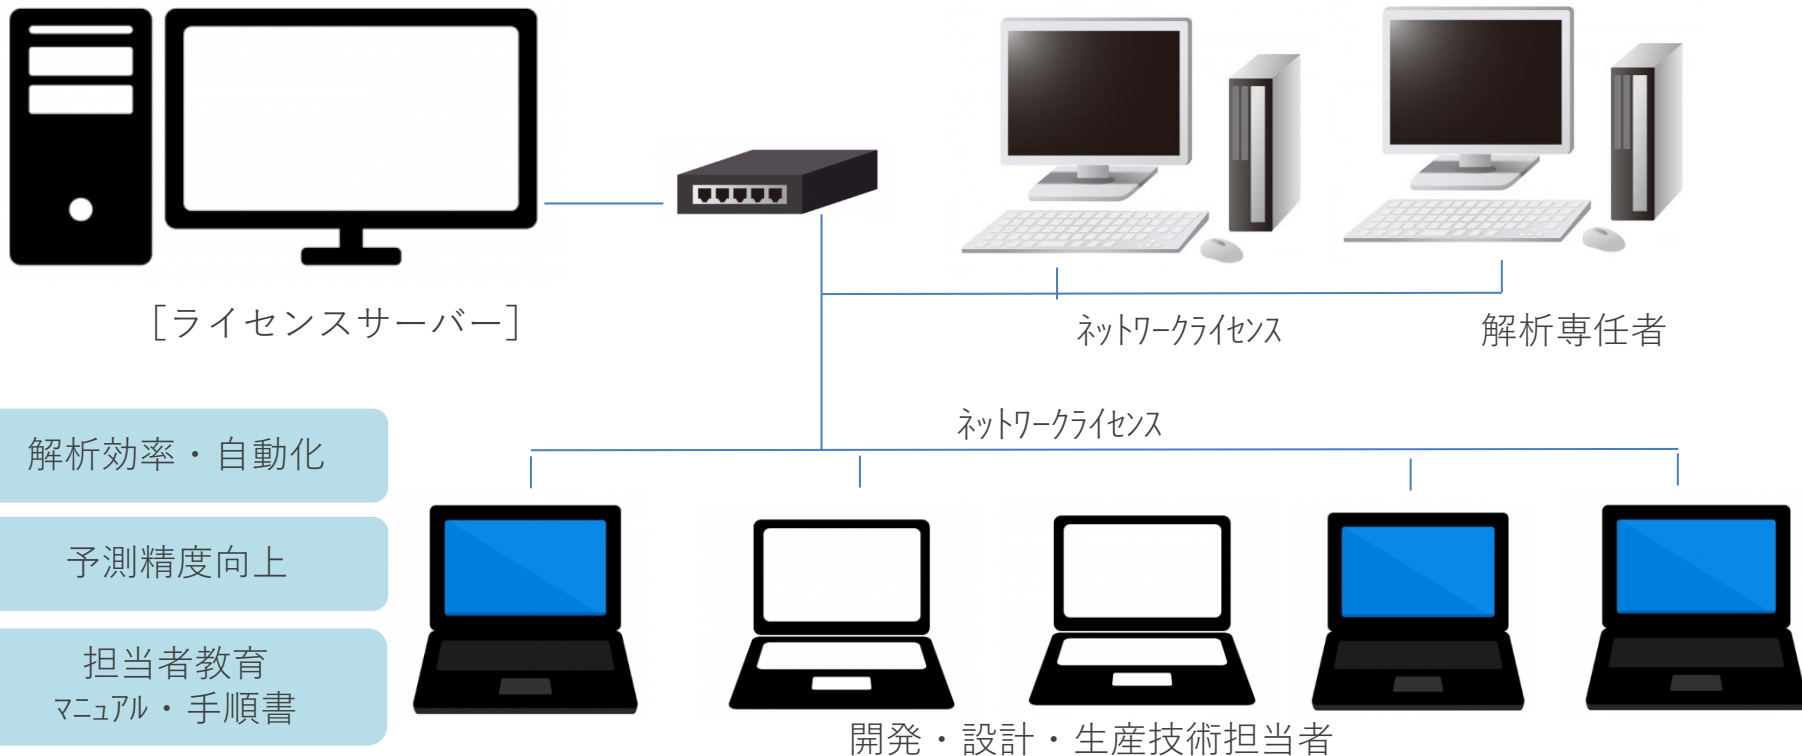 ［ライセンスサーバー］
ﾈｯﾄﾜｰｸﾗｲｾﾝｽ
解析専任者
ﾈｯﾄﾜｰｸﾗｲｾﾝｽ
解析効率・自動化
予測精度向上
担当者教育
ﾏﾆｭｱﾙ・手順書
開発・設計・生産技術担当者